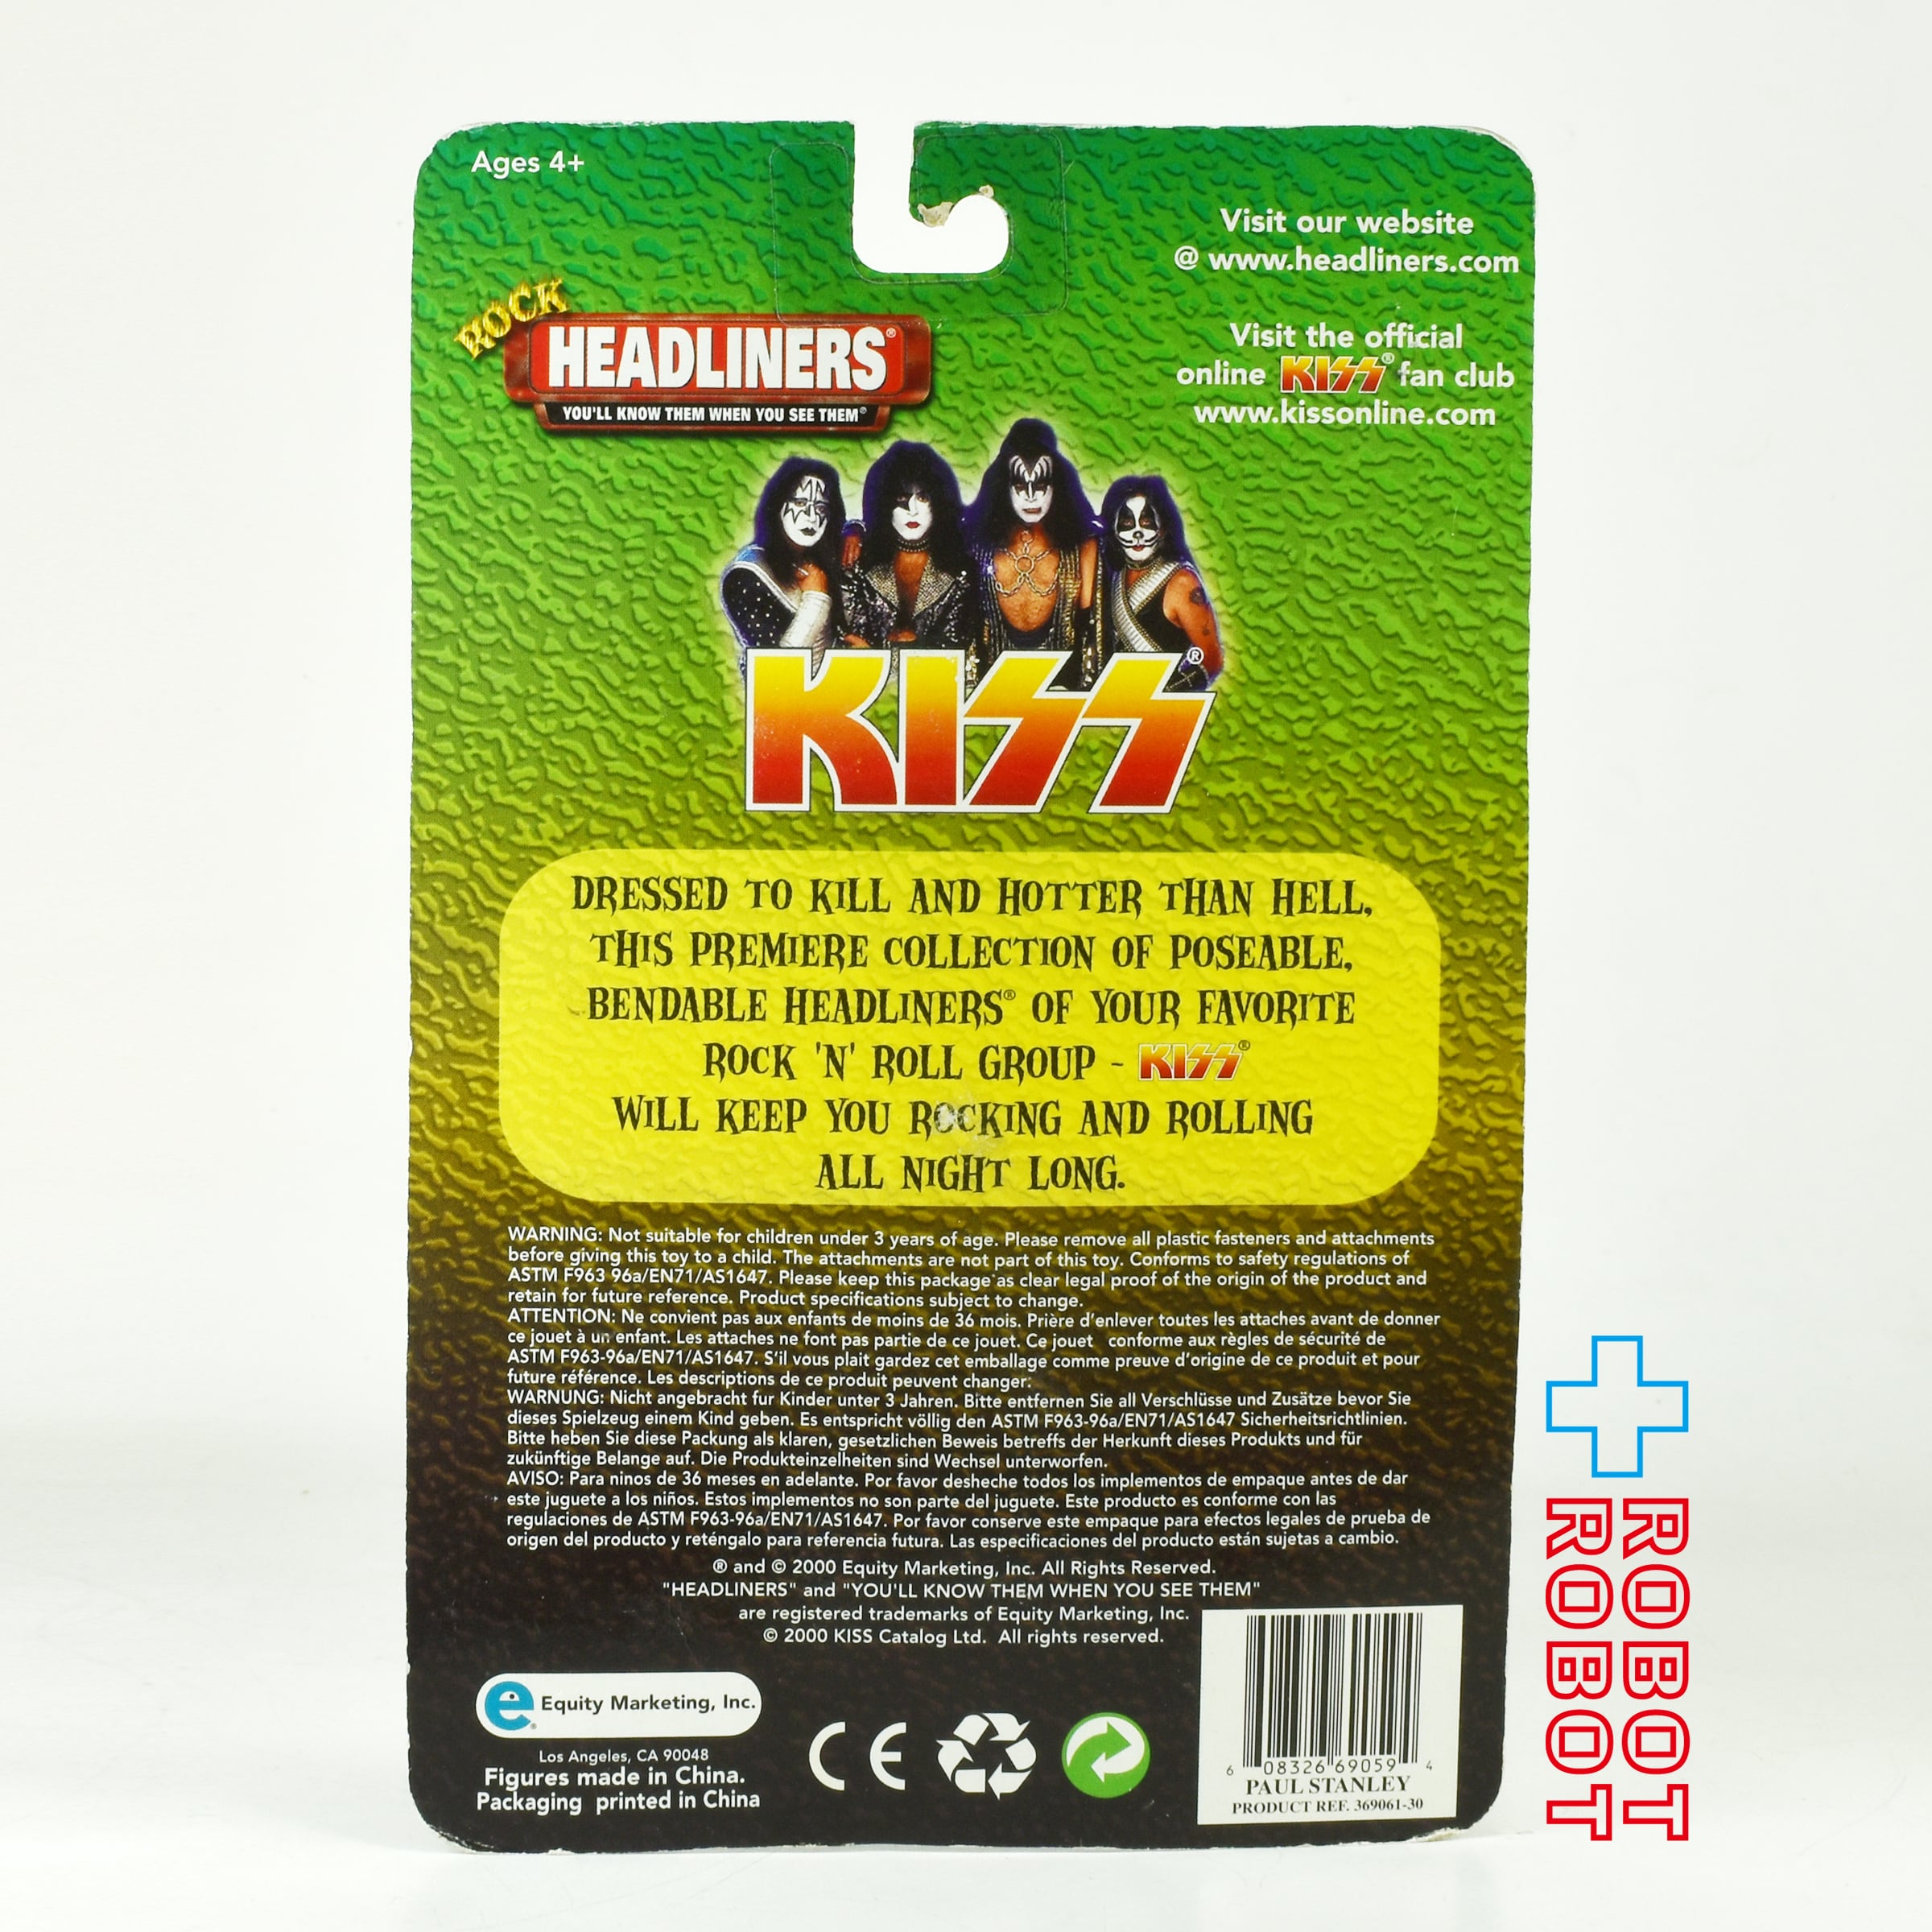 Ages 4+
Visit our website
@ www.headliners.com
ROCK
HEADLINERS®
YOU'LL KNOW THEM WHEN YOU SEE THEM®
Visit the official
online KISS® fan club
www.kissonline.com
KISS®
DRESSED TO KILL AND HOTTER THAN HELL,
THIS PREMIERE COLLECTION OF POSEABLE,
BENDABLE HEADLINERS® OF YOUR FAVORITE
ROCK 'N' ROLL GROUP - KISS®
WILL KEEP YOU ROCKING AND ROLLING
ALL NIGHT LONG.
WARNING: Not suitable for children under 3 years of age. Please remove all plastic fasteners and attachments
before giving this toy to a child. The attachments are not part of this toy. Conforms to safety regulations of
ASTM F963 96a/EN71/AS1647. Please keep this package as clear legal proof of the origin of the product and
retain for future reference. Product specifications subject to change.
ATTENTION: Ne convient pas aux enfants de moins de 36 mois. Prière d'enlever toutes les attaches avant de donner
ce jouet à un enfant. Les attaches ne font pas partie de ce jouet. Ce jouet conforme aux règles de sécurité de
ASTM F963-96a/EN71/AS1647. S'il vous plait gardez cet emballage comme preuve d'origine de ce produit et pour
future référence. Les descriptions de ce produit peuvent changer:
WARNUNG: Nicht angebracht fur Kinder unter 3 Jahren. Bitte entfernen Sie all Verschlüsse und Zusätze bevor Sie
dieses Spielzeug einem Kind geben. Es entspricht völlig den ASTM F963-96a/EN71/AS1647 Sicherheitsrichtlinien.
Bitte heben Sie diese Packung als klaren, gesetzlichen Beweis betreffs der Herkunft dieses Produkts und für
zukünftige Belange auf. Die Produkteinzelheiten sind Wechsel unterworfen.
AVISO: Para ninos de 36 meses en adelante. Por favor desheche todos los implementos de empaque antes de dar
este juguete a los niños. Estos implementos no son parte del juguete. Este producto es conforme con las
regulaciones de ASTM F963-96a/EN71/AS1647. Por favor conserve este empaque para efectos legales de prueba de
origen del producto y reténgalo para referencia futura. Las especificaciones del producto están sujetas a cambio.
® and © 2000 Equity Marketing, Inc. All Rights Reserved.
"HEADLINERS" and "YOU'LL KNOW THEM WHEN YOU SEE THEM"
are registered trademarks of Equity Marketing, Inc.
© 2000 KISS Catalog Ltd. All rights reserved.
e® Equity Marketing, Inc.
Los Angeles, CA 90048
Figures made in China.
Packaging printed in China
CE
6 08326 69059 4
PAUL STANLEY
PRODUCT REF. 369061-30
ROBOT
ROBOT